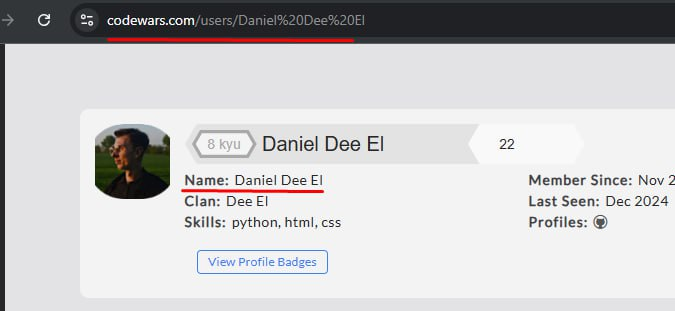 codewars.com/users/Daniel%20Dee%20El
8 kyu Daniel Dee El 22
Name: Daniel Dee El
Clan: Dee El
Skills: python, html, css
View Profile Badges
Member Since: Nov 2
Last Seen: Dec 2024
Profiles: